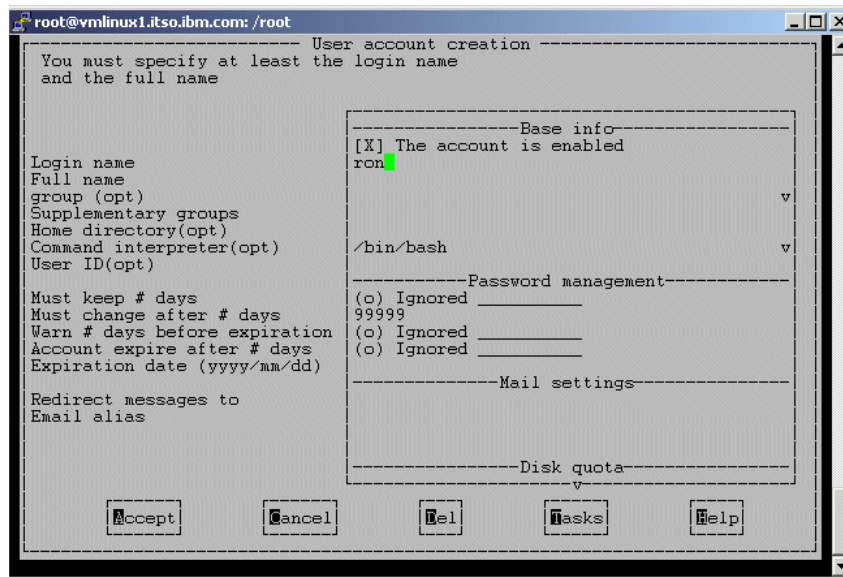 root@vmlinux1.itso.ibm.com: /root
User account creation
You must specify at least the login name
and the full name
Base info
[X] The account is enabled
Login name ron
Full name
group (opt) v
Supplementary groups
Home directory(opt)
Command interpreter(opt) /bin/bash v
User ID(opt)
Password management
Must keep # days (o) Ignored
Must change after # days 99999
Warn # days before expiration (o) Ignored
Account expire after # days (o) Ignored
Expiration date (yyyy/mm/dd)
Mail settings
Redirect messages to
Email alias
Disk quota
v
Accept Cancel Del Tasks Help